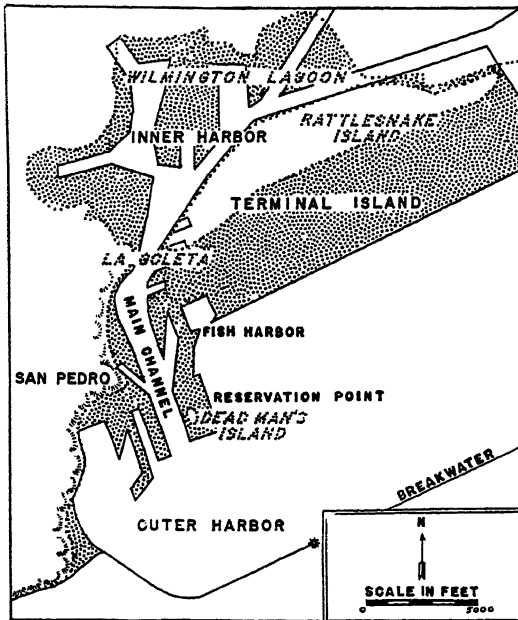 WILMINGTON LAGOON
INNER HARBOR
RATTLESNAKE
ISLAND
TERMINAL ISLAND
LA GOLETA
MAIN CHANNEL
FISH HARBOR
SAN PEDRO
RESERVATION POINT
DEAD MAN'S
ISLAND
BREAKWATER
OUTER HARBOR
N
SCALE IN FEET
0 5000